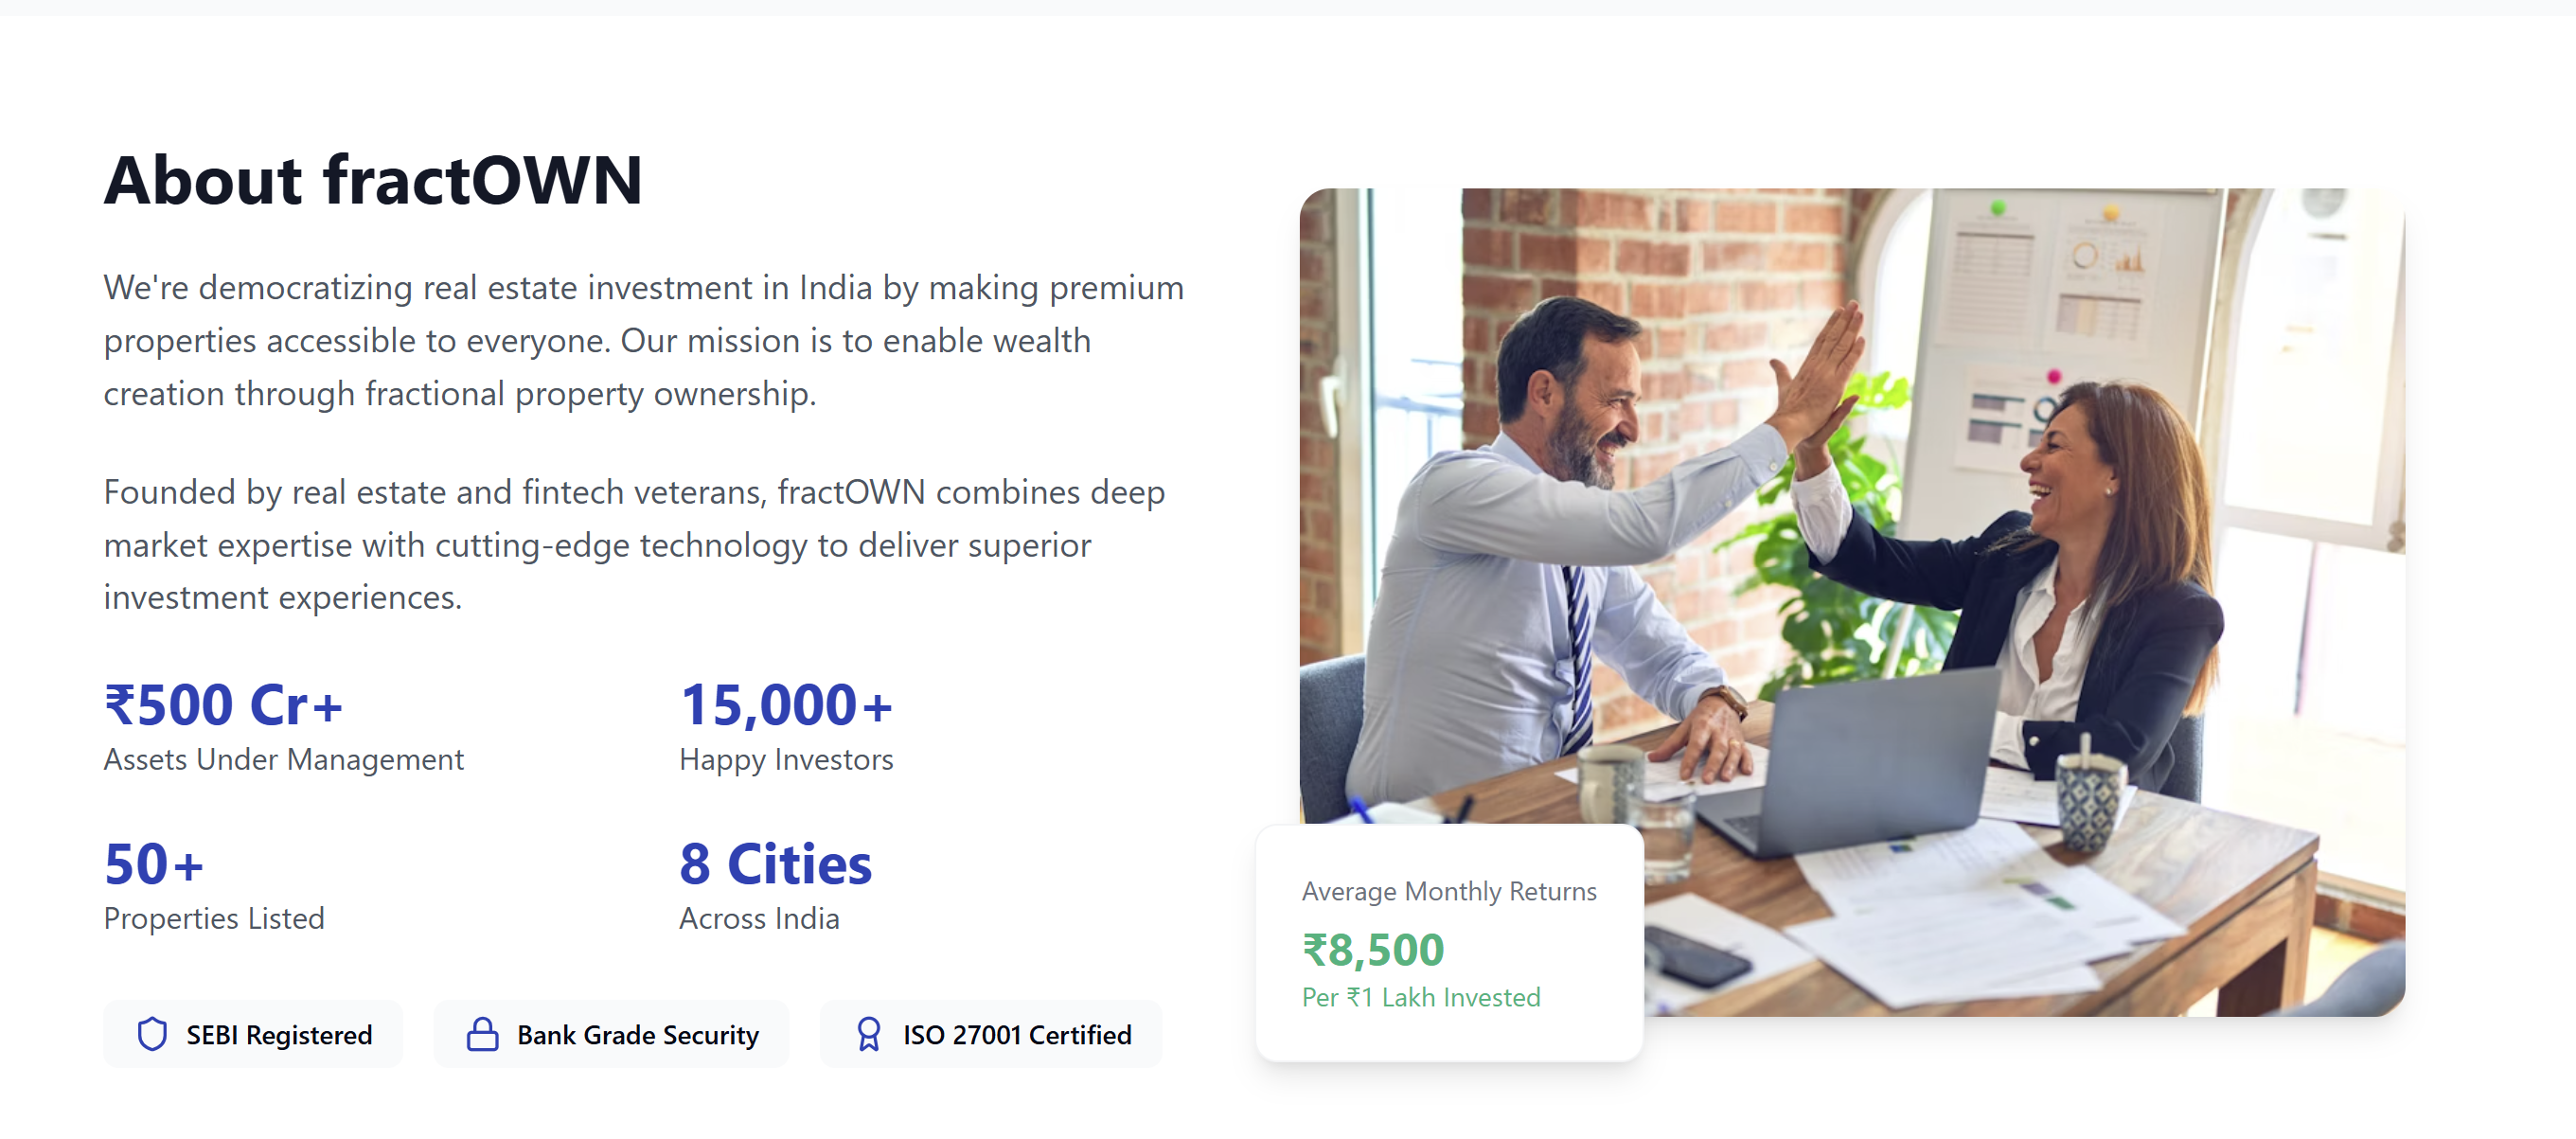 About fractOWN
We're democratizing real estate investment in India by making premium
properties accessible to everyone. Our mission is to enable wealth
creation through fractional property ownership.
Founded by real estate and fintech veterans, fractOWN combines deep
market expertise with cutting-edge technology to deliver superior
investment experiences.
₹500 Cr+
Assets Under Management
15,000+
Happy Investors
50+
Properties Listed
8 Cities
Across India
SEBI Registered
Bank Grade Security
ISO 27001 Certified
Average Monthly Returns
₹8,500
Per ₹1 Lakh Invested